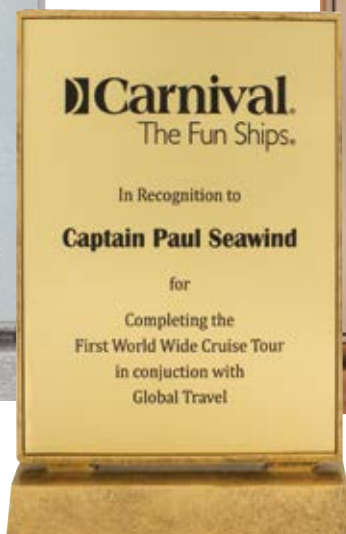 Carnival.
The Fun Ships®
In Recognition to
Captain Paul Seawind
for
Completing the
First World Wide Cruise Tour
in conjuction with
Global Travel